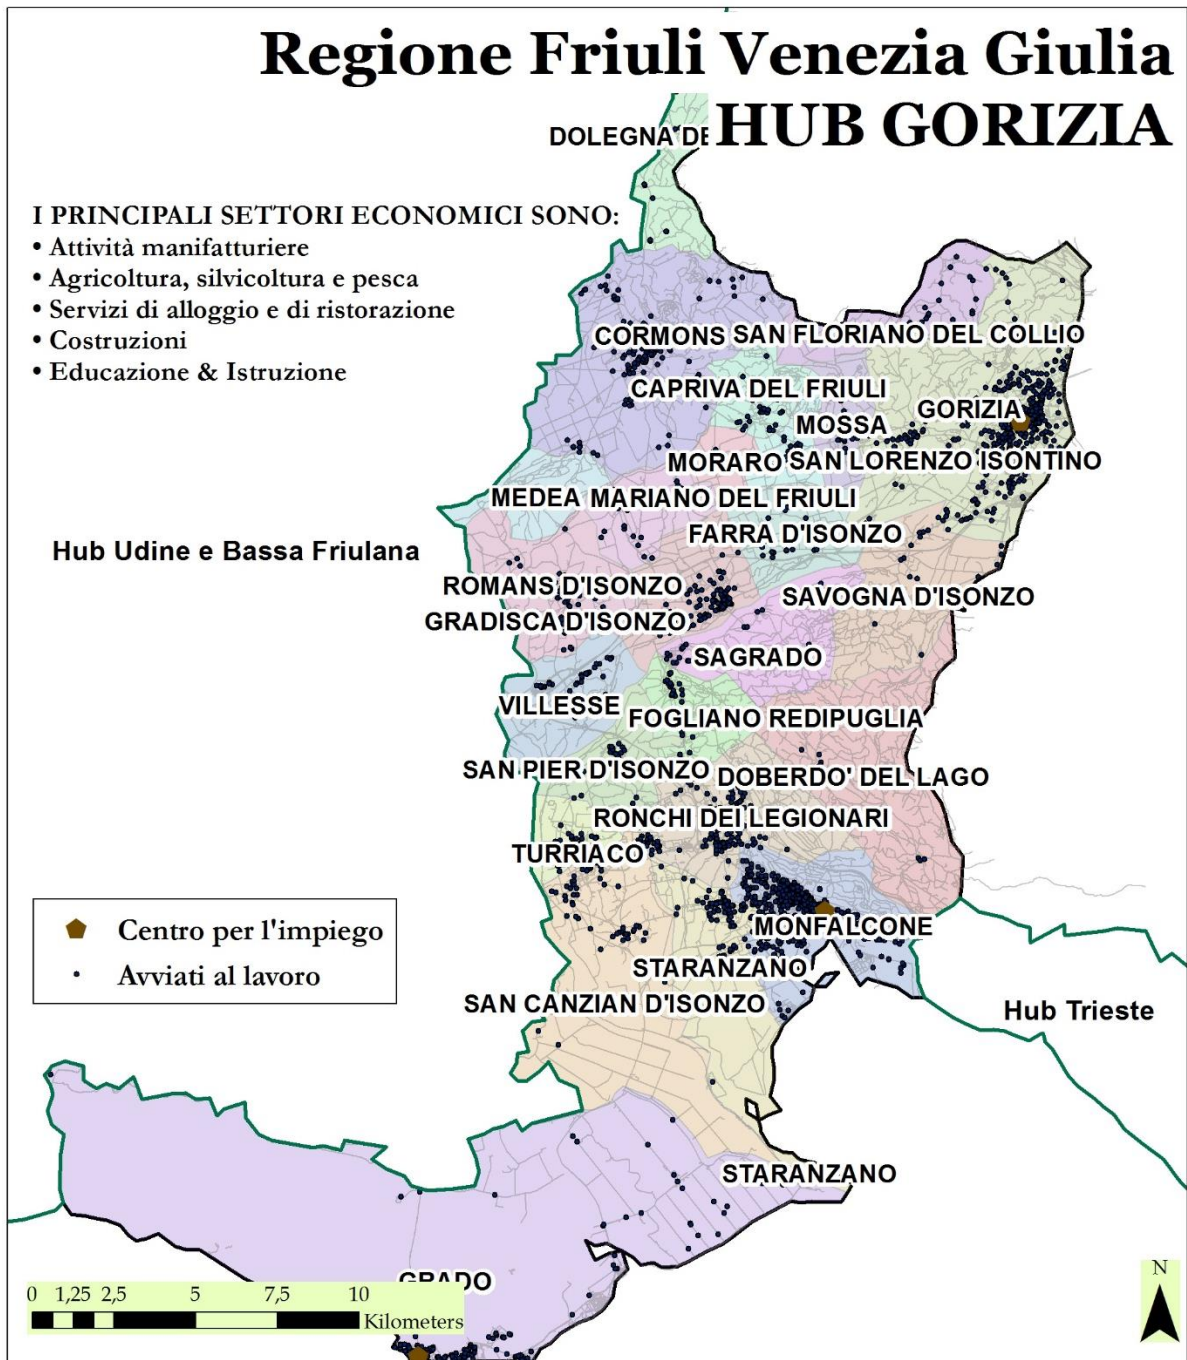 Regione Friuli Venezia Giulia
HUB GORIZIA
DOLEGNA DE
I PRINCIPALI SETTORI ECONOMICI SONO:
• Attività manifatturiere
• Agricoltura, silvicoltura e pesca
• Servizi di alloggio e di ristorazione
• Costruzioni
• Educazione & Istruzione
CORMONS SAN FLORIANO DEL COLLIO
CAPRIVA DEL FRIULI
GORIZIA
MOSSA
MORARO SAN LORENZO ISONTINO
MEDEA MARIANO DEL FRIULI
FARRA D'ISONZO
Hub Udine e Bassa Friulana
ROMANS D'ISONZO
SAVOGNA D'ISONZO
GRADISCA D'ISONZO
SAGRADO
VILLESSE
FOGLIANO REDIPUGLIA
SAN PIER D'ISONZO
DOBERDO' DEL LAGO
RONCHI DEI LEGIONARI
TURRIACO
Centro per l'impiego
Avviati al lavoro
MONFALCONE
STARANZANO
SAN CANZIAN D'ISONZO
Hub Trieste
STARANZANO
GRADO
0 1,25 2,5 5 7,5 10
Kilometers
N